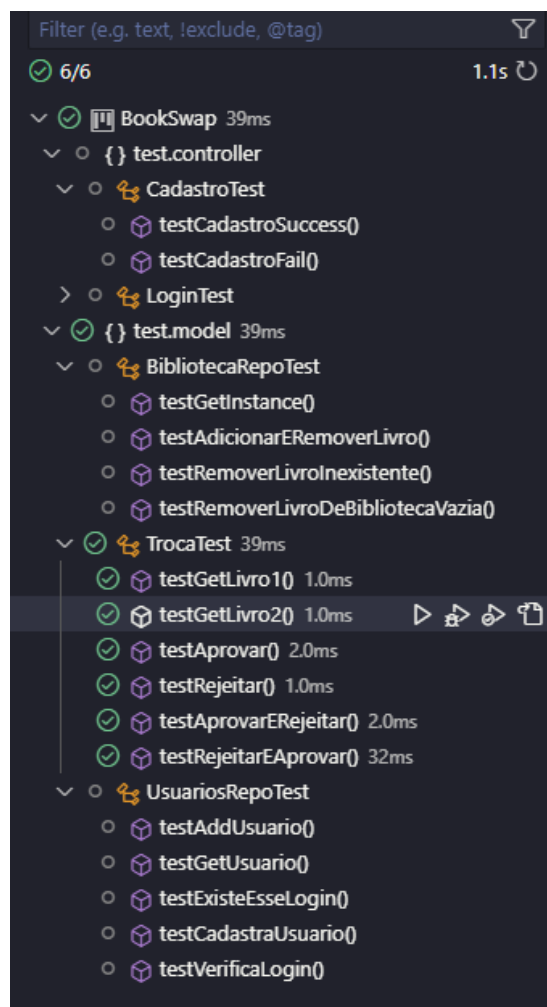 Filter (e.g. text, !exclude, @tag)
6/6 1.1s
BookSwap 39ms
{} test.controller
CadastroTest
testCadastroSuccess()
testCadastroFail()
LoginTest
{} test.model 39ms
BibliotecaRepoTest
testGetInstance()
testAdicionarERemoverLivro()
testRemoverLivroInexistente()
testRemoverLivroDeBibliotecaVazia()
TrocaTest 39ms
testGetLivro1() 1.0ms
testGetLivro2() 1.0ms
testAprovar() 2.0ms
testRejeitar() 1.0ms
testAprovarERejeitar() 2.0ms
testRejeitarEAprovar() 32ms
UsuariosRepoTest
testAddUsuario()
testGetUsuario()
testExisteEsseLogin()
testCadastraUsuario()
testVerificaLogin()